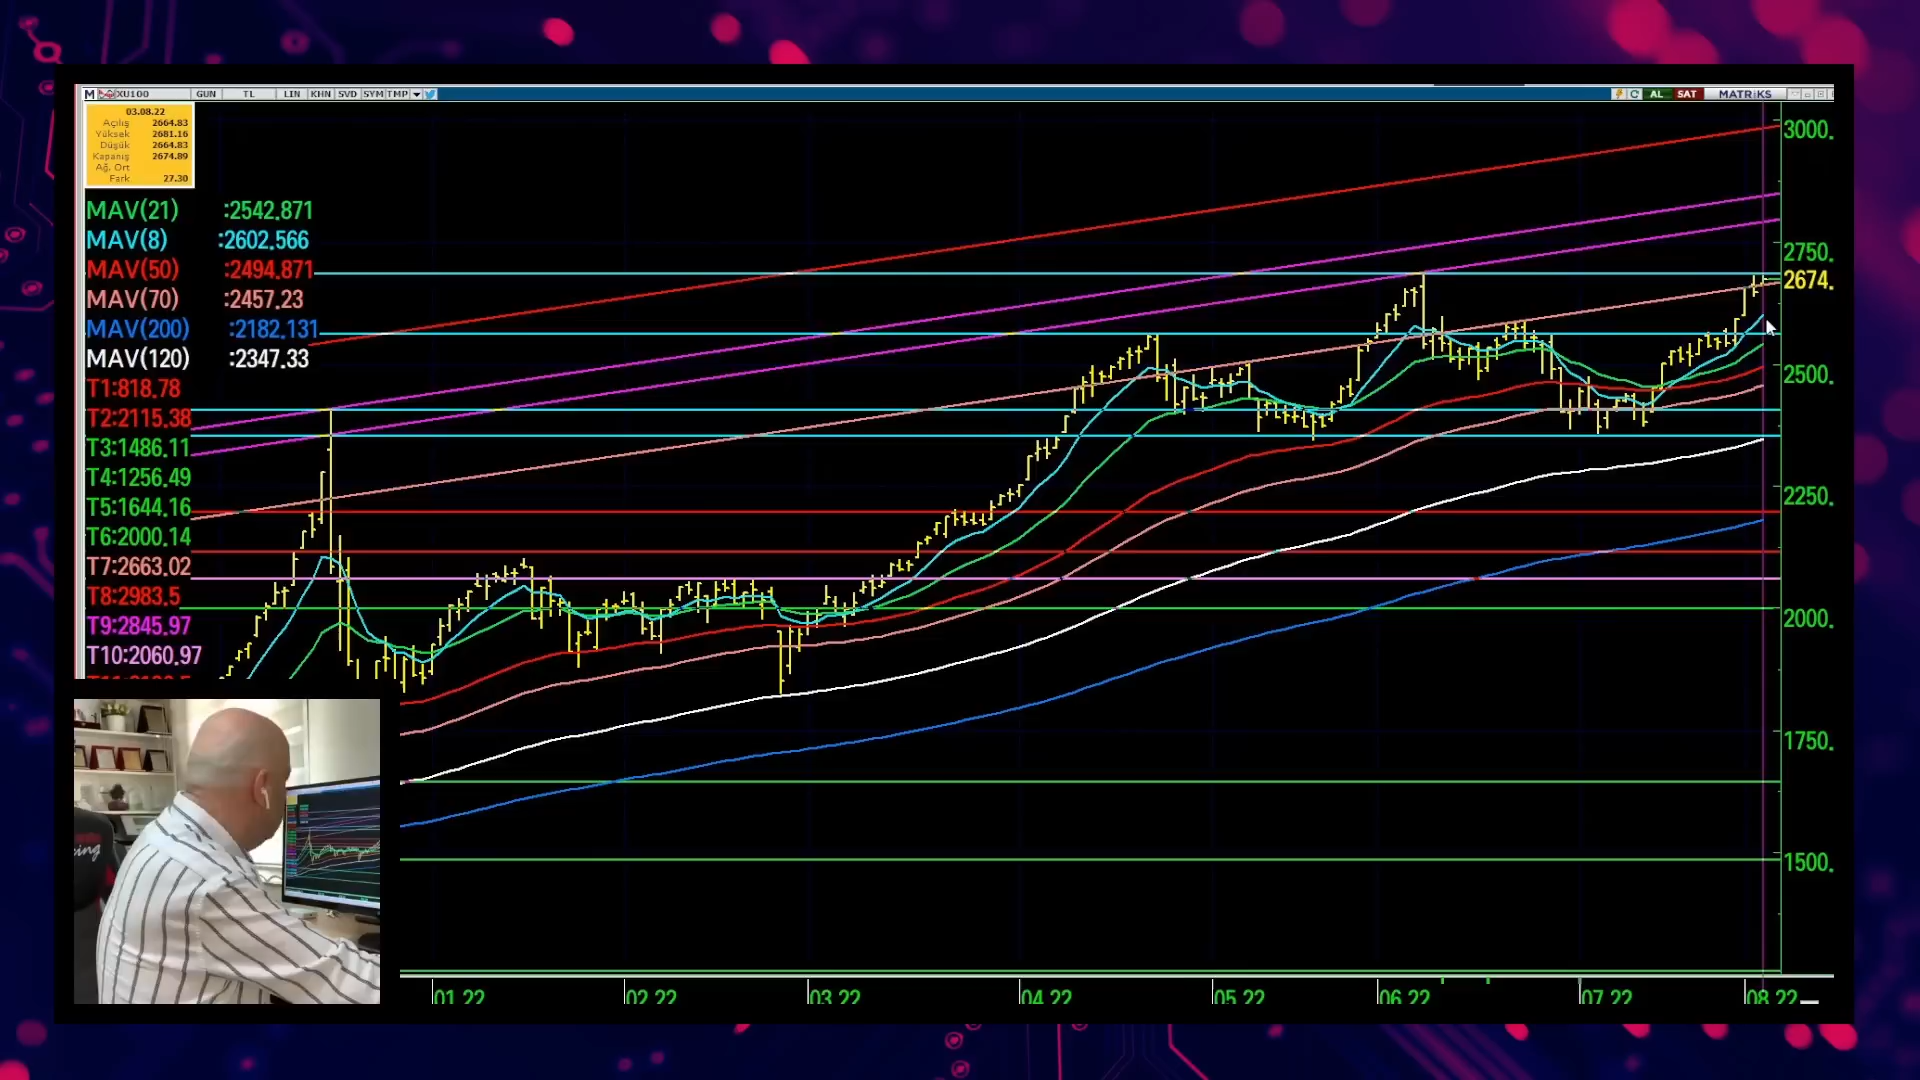 M XU100 GUN TL LIN KHN SVD SYM TMP AL SAT MATRiKS
03.08.22
Açılış 2664.83
Yüksek 2681.16
Düşük 2664.83
Kapanış 2674.89
Ağ. Ort
Fark 27.30
MAV(21) :2542.871
MAV(8) :2602.566
MAV(50) :2494.871
MAV(70) :2457.23
MAV(200) :2182.131
MAV(120) :2347.33
T1:818.78
T2:2115.38
T3:1486.11
T4:1256.49
T5:1644.16
T6:2000.14
T7:2663.02
T8:2983.5
T9:2845.97
T10:2060.97
3000.
2750.
2674.
2500.
2250.
2000.
1750.
1500.
01 22 02 22 03 22 04 22 05 22 06 22 07 22 08 22